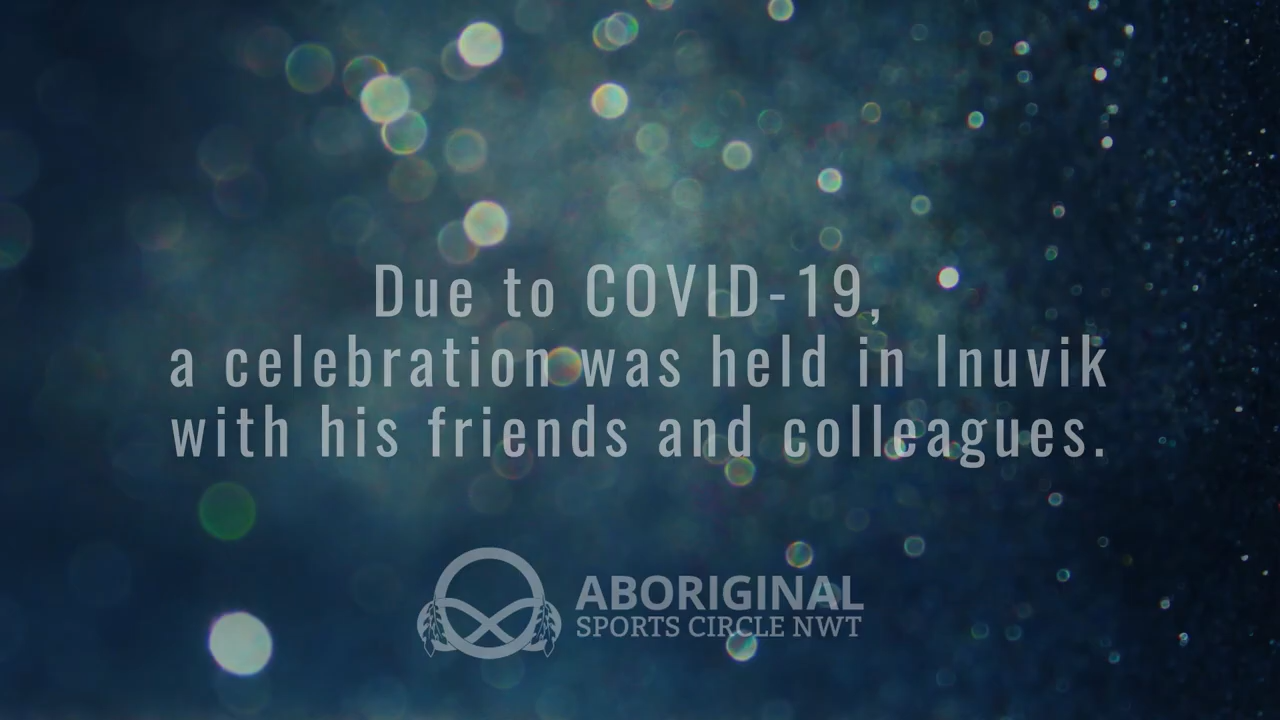 Due to COVID-19,
a celebration was held in Inuvik
with his friends and colleagues.
ABORIGINAL
SPORTS CIRCLE NWT